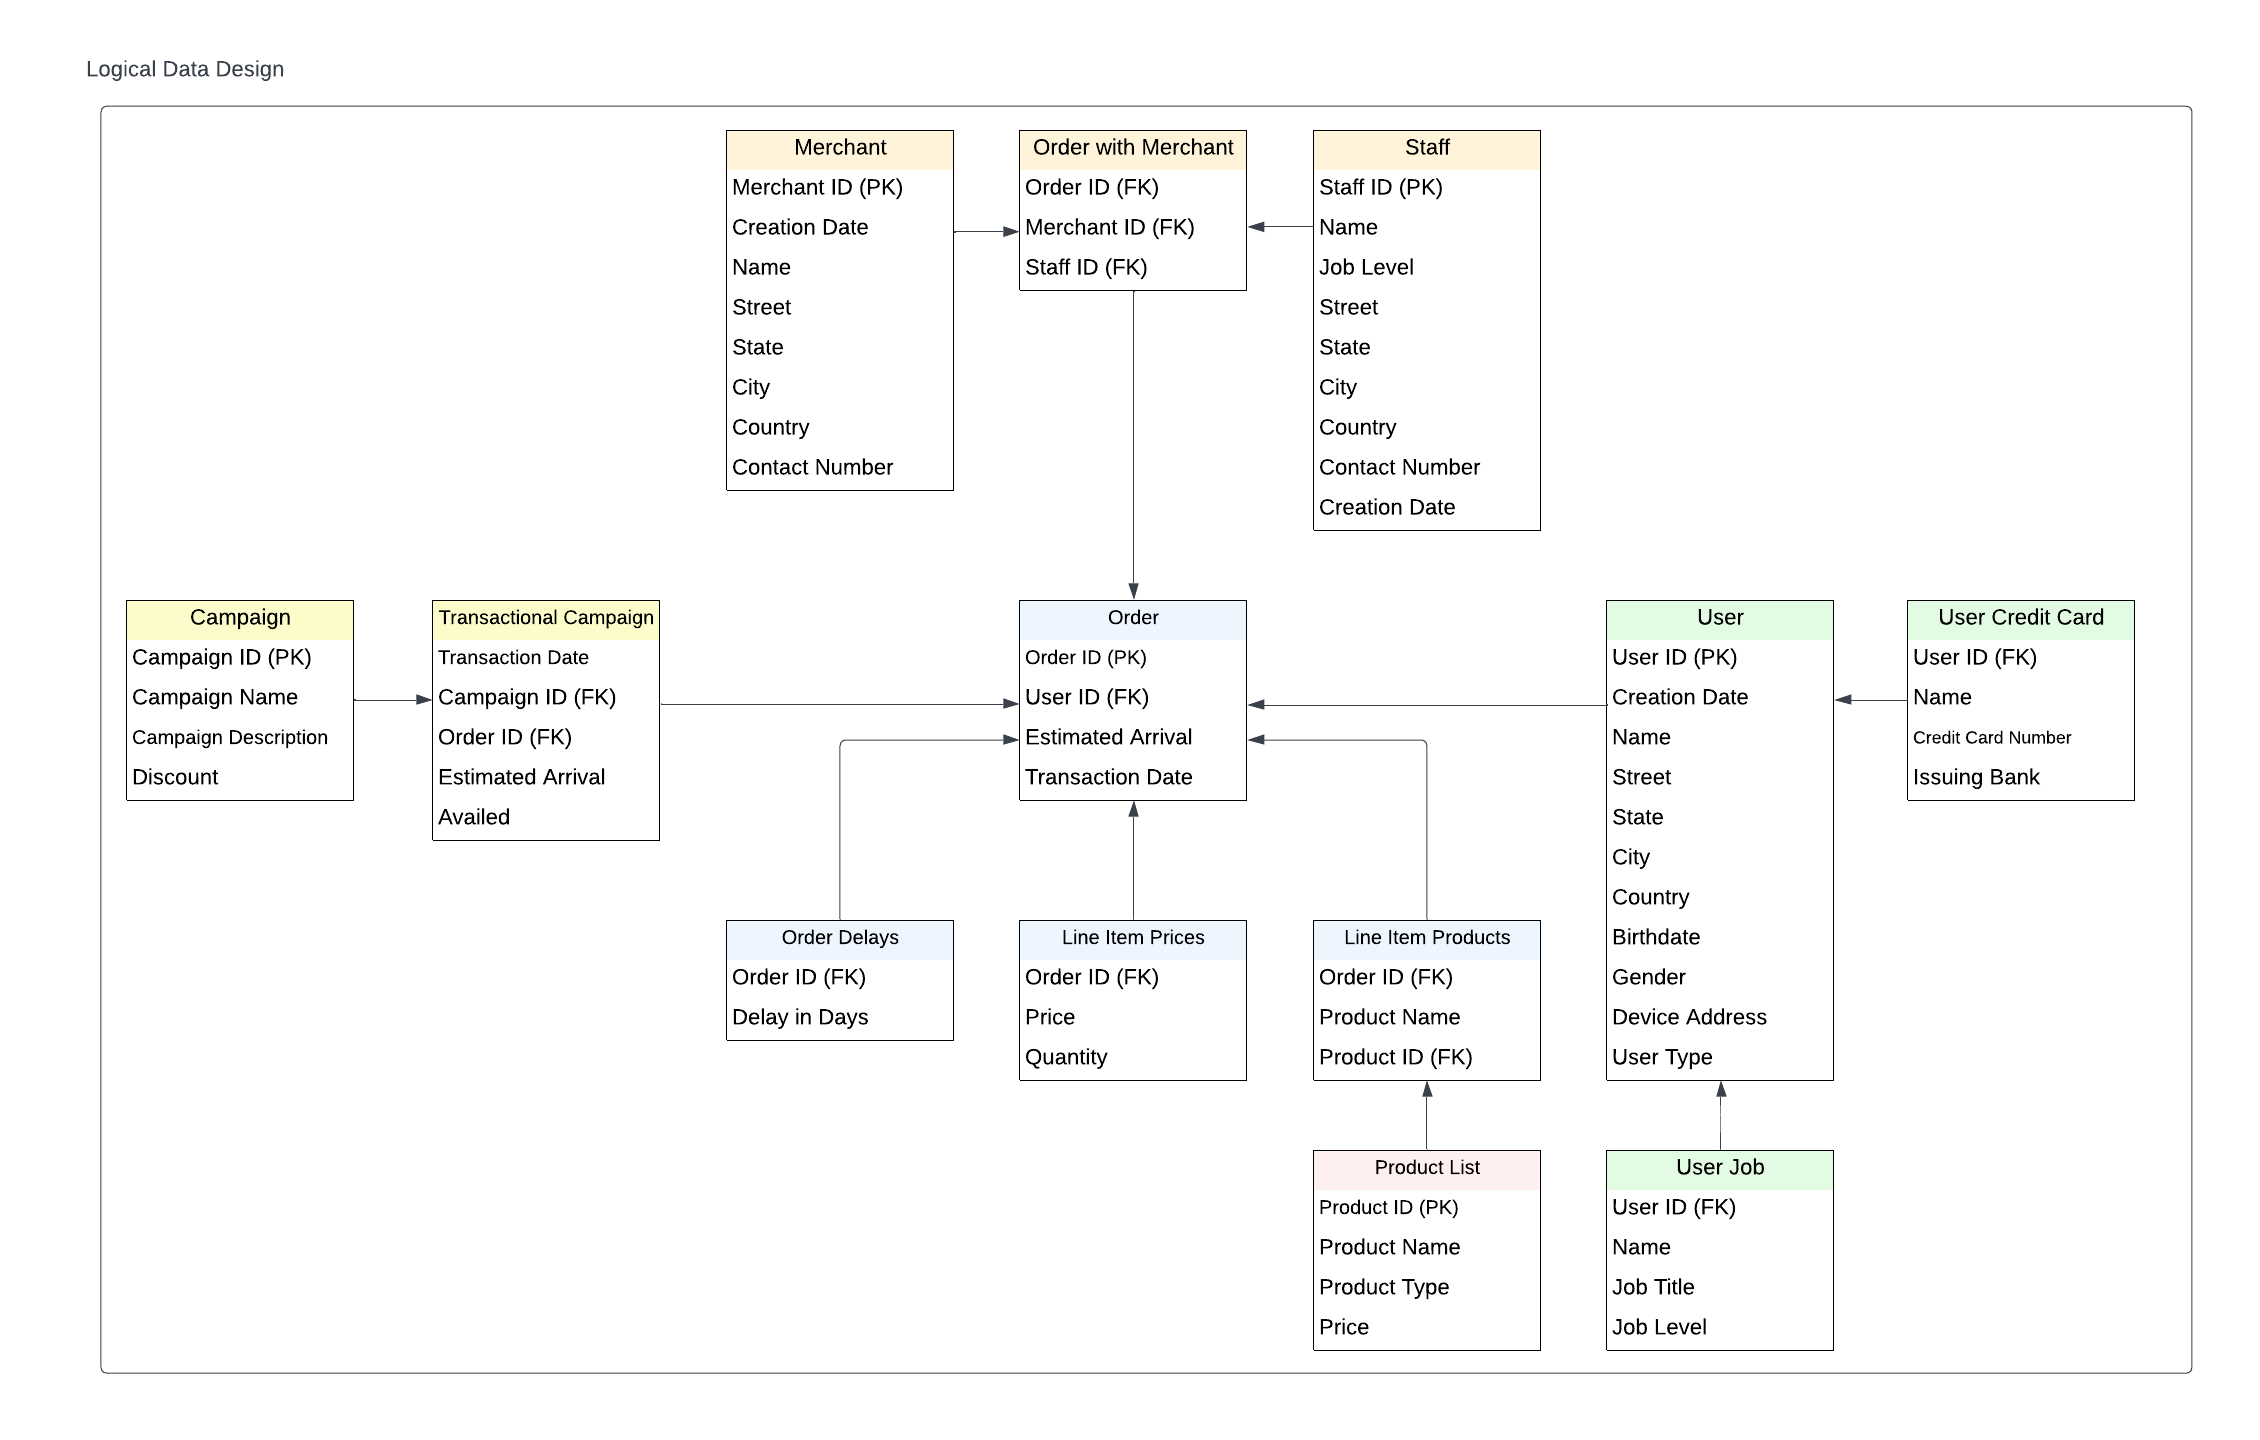 Logical Data Design
Merchant
Merchant ID (PK)
Creation Date
Name
Street
State
City
Country
Contact Number
Order with Merchant
Order ID (FK)
Merchant ID (FK)
Staff ID (FK)
Staff
Staff ID (PK)
Name
Job Level
Street
State
City
Country
Contact Number
Creation Date
Campaign
Campaign ID (PK)
Campaign Name
Campaign Description
Discount
Transactional Campaign
Transaction Date
Campaign ID (FK)
Order ID (FK)
Estimated Arrival
Availed
Order
Order ID (PK)
User ID (FK)
Estimated Arrival
Transaction Date
User
User ID (PK)
Creation Date
Name
Street
State
City
Country
Birthdate
Gender
Device Address
User Type
User Credit Card
User ID (FK)
Name
Credit Card Number
Issuing Bank
Order Delays
Order ID (FK)
Delay in Days
Line Item Prices
Order ID (FK)
Price
Quantity
Line Item Products
Order ID (FK)
Product Name
Product ID (FK)
Product List
Product ID (PK)
Product Name
Product Type
Price
User Job
User ID (FK)
Name
Job Title
Job Level